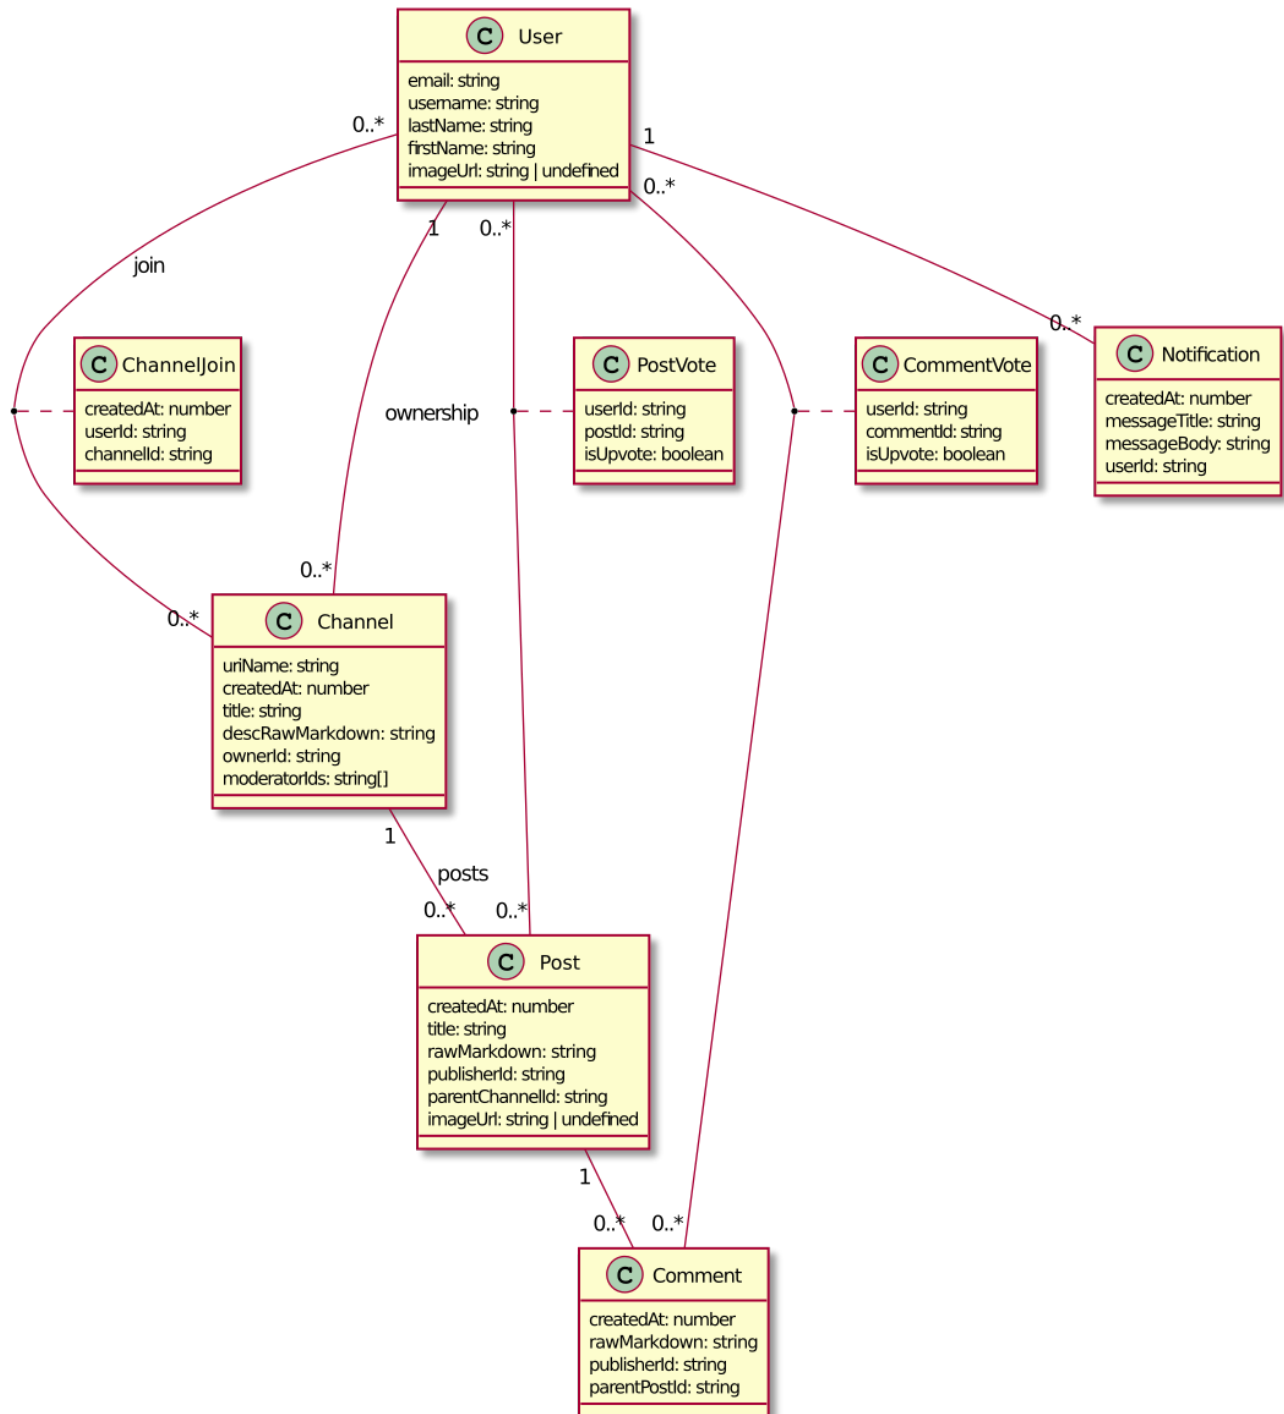 C User
email: string
username: string
lastName: string
firstName: string
imageUrl: string | undefined
0..*
1
0..*
1
0..*
join
ownership
C ChannelJoin
createdAt: number
userId: string
channelId: string
C PostVote
userId: string
postId: string
isUpvote: boolean
C CommentVote
userId: string
commentId: string
isUpvote: boolean
0..*
C Notification
createdAt: number
messageTitle: string
messageBody: string
userId: string
0..*
0..*
C Channel
uriName: string
createdAt: number
title: string
descRawMarkdown: string
ownerId: string
moderatorIds: string[]
1
posts
0..*
0..*
C Post
createdAt: number
title: string
rawMarkdown: string
publisherId: string
parentChannelId: string
imageUrl: string | undefined
1
0..*
0..*
C Comment
createdAt: number
rawMarkdown: string
publisherId: string
parentPostId: string